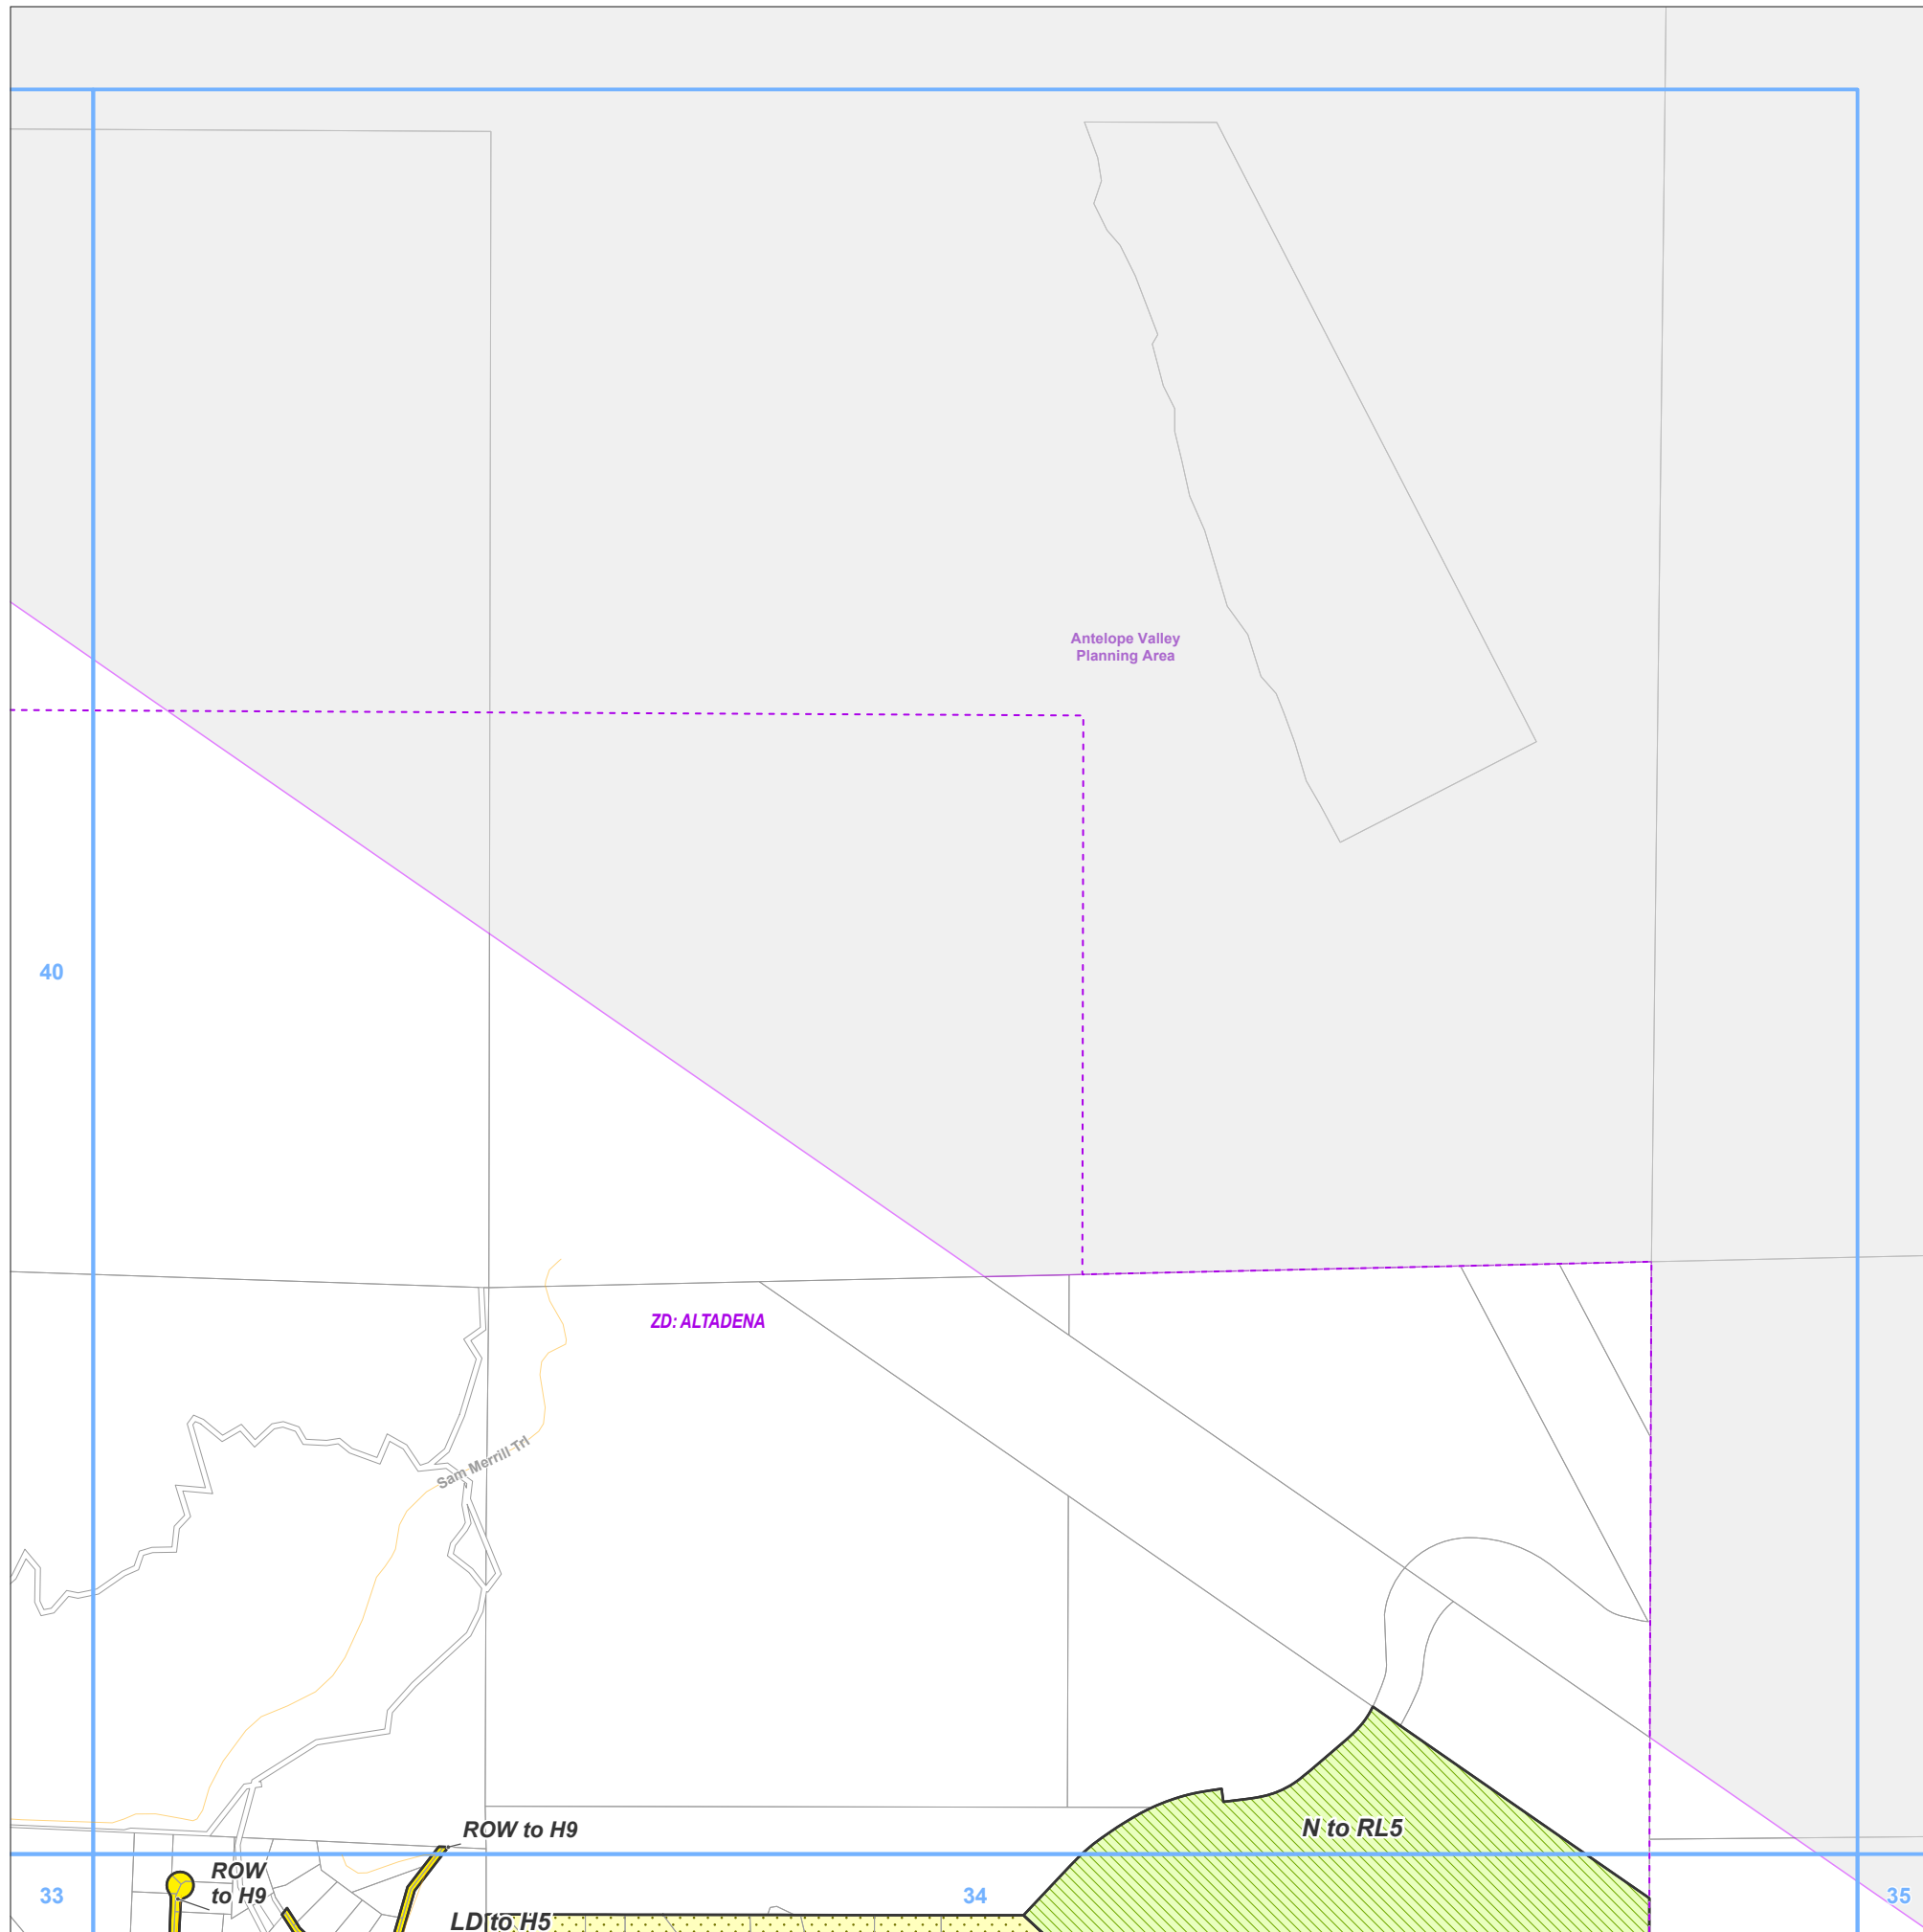 Antelope Valley
Planning Area
40
ZD: ALTADENA
Sam Merrill Trl
ROW to H9
N to RL5
ROW
to H9
33
34
35
LD to H5